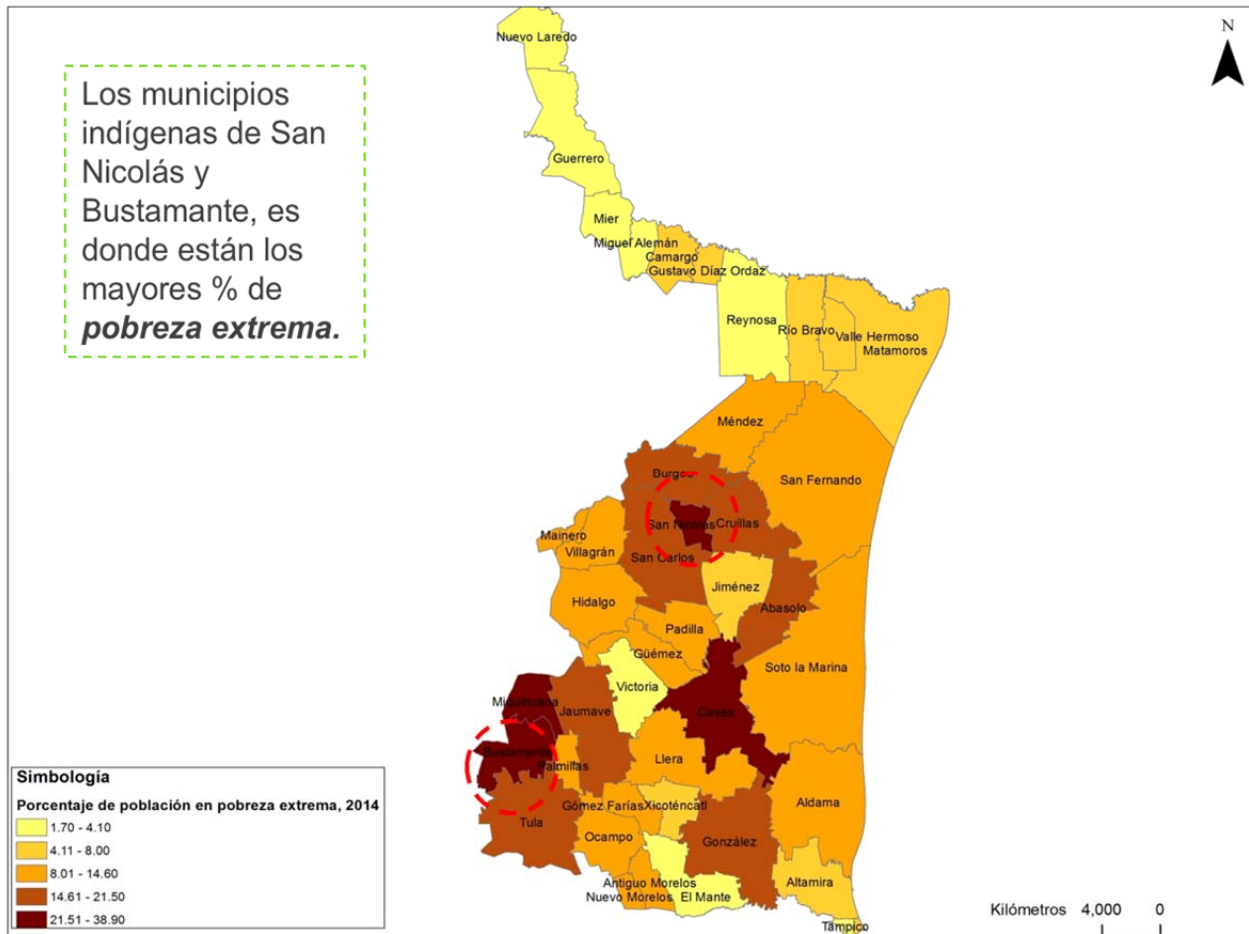 N
Los municipios
indígenas de San
Nicolás y
Bustamante, es
donde están los
mayores % de
pobreza extrema.
Nuevo Laredo
Guerrero
Mier
Miguel Alemán
Camargo
Gustavo Díaz Ordaz
Reynosa
Río Bravo
Valle Hermoso
Matamoros
Méndez
San Fernando
Burgos
San Nicolás
Cruillas
Mainero
Villagrán
San Carlos
Jiménez
Hidalgo
Abasolo
Padilla
Güémez
Soto la Marina
Victoria
Miquihuana
Jaumave
Casas
Bustamante
Palmillas
Llera
Gómez Farías
Xicoténcatl
Aldama
Tula
Ocampo
González
Antiguo Morelos
Nuevo Morelos
El Mante
Altamira
Tampico
Simbología
Porcentaje de población en pobreza extrema, 2014
1.70 - 4.10
4.11 - 8.00
8.01 - 14.60
14.61 - 21.50
21.51 - 38.90
Kilómetros 4,000 0